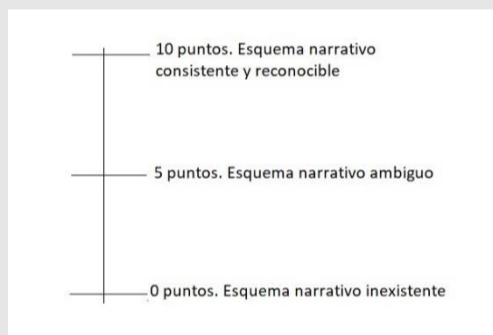 10 puntos. Esquema narrativo
consistente y reconocible
5 puntos. Esquema narrativo ambiguo
0 puntos. Esquema narrativo inexistente